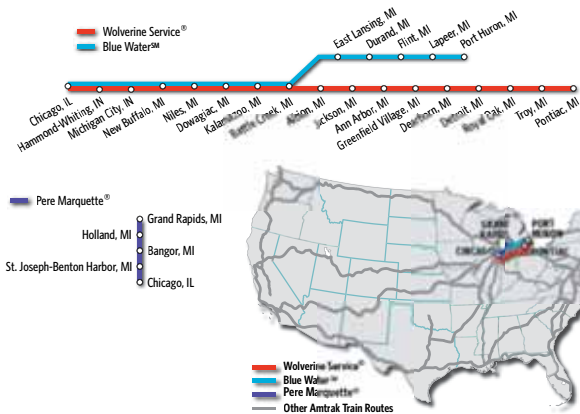 Wolverine Service®
Blue Water℠
East Lansing, MI
Durand, MI
Flint, MI
Lapeer, MI
Port Huron, MI
Chicago, IL
Hammond-Whiting, IN
Michigan City, IN
New Buffalo, MI
Niles, MI
Dowagiac, MI
Kalamazoo, MI
Battle Creek, MI
Albion, MI
Jackson, MI
Ann Arbor, MI
Greenfield Village, MI
Dearborn, MI
Detroit, MI
Royal Oak, MI
Troy, MI
Pontiac, MI
Pere Marquette®
Grand Rapids, MI
Holland, MI
Bangor, MI
St. Joseph-Benton Harbor, MI
Chicago, IL
GRAND
RAPIDS
PORT
HURON
CHICAGO
PONTIAC
Wolverine Service®
Blue Water℠
Pere Marquette®
Other Amtrak Train Routes